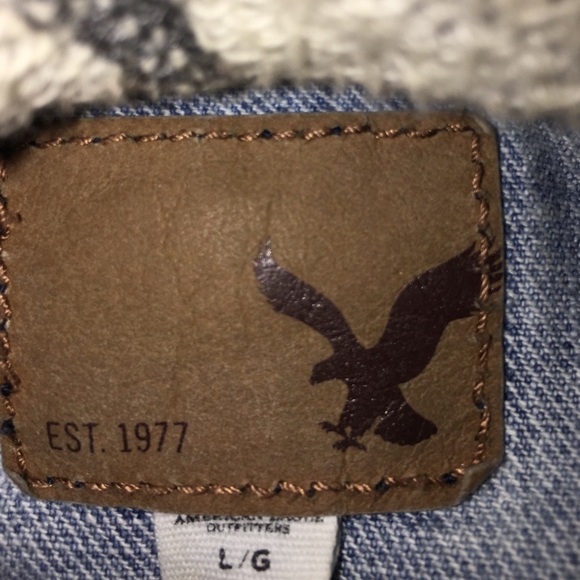 EST. 1977
AMERICAN EAGLE
OUTFITTERS
L/G